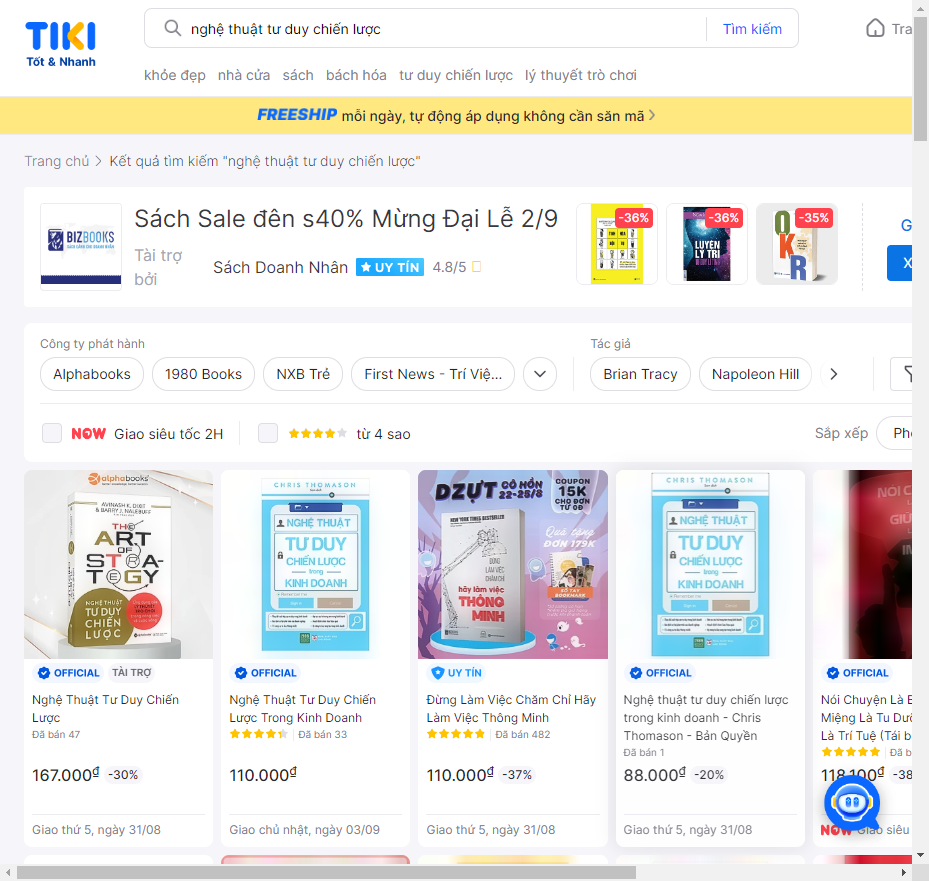 TIKI
Tốt & Nhanh
nghệ thuật tư duy chiến lược
Tìm kiếm
khỏe đẹp nhà cửa sách bách hóa tư duy chiến lược lý thuyết trò chơi
FREESHIP mỗi ngày, tự động áp dụng không cần săn mã
Trang chủ
Kết quả tìm kiếm "nghệ thuật tư duy chiến lược"
BIZBOOKS
Sách Sale đên s40% Mừng Đại Lễ 2/9
Tài trợ bởi
Sách Doanh Nhân
UY TÍN
4.8/5
-36%
-36%
LUYỆN LÝ TRÍ
-35%
OKR
Công ty phát hành
Alphabooks
1980 Books
NXB Trẻ
First News - Trí Việ...
Tác giả
Brian Tracy
Napoleon Hill
NOW Giao siêu tốc 2H
từ 4 sao
Sắp xếp
alphabooks
AVINASH K. DIXIT
& BARRY J. NALEBUFF
THE
ART
OF
STRA-
TEGY
NGHỆ THUẬT
TƯ DUY
CHIẾN
LƯỢC
OFFICIAL
TÀI TRỢ
Nghệ Thuật Tư Duy Chiến
Lược
Đã bán 47
167.000₫ -30%
Giao thứ 5, ngày 31/08
CHRIS THOMASON
NGHỆ THUẬT
TƯ DUY
CHIẾN LƯỢC
trong
KINH DOANH
OFFICIAL
Nghệ Thuật Tư Duy Chiến
Lược Trong Kinh Doanh
Đã bán 33
110.000₫
Giao chủ nhật, ngày 03/09
DZỰT CÔ HỒN
22-25/8
COUPON
15K
CHO ĐƠN
TỪ 0Đ
Quà tặng
ĐƠN 179K
NEW YORK TIMES BESTSELLER
ĐỪNG
LÀM VIỆC
CHĂM CHỈ
hãy làm việc
THÔNG
MINH
SỔ TAY
BOOKMARK
UY TÍN
Đừng Làm Việc Chăm Chỉ Hãy
Làm Việc Thông Minh
Đã bán 482
110.000₫ -37%
Giao thứ 5, ngày 31/08
CHRIS THOMASON
NGHỆ THUẬT
TƯ DUY
CHIẾN LƯỢC
trong
KINH DOANH
OFFICIAL
Nghệ thuật tư duy chiến lược
trong kinh doanh - Chris
Thomason - Bản Quyền
Đã bán 1
88.000₫ -20%
Giao thứ 5, ngày 31/08
OFFICIAL
Nói Chuyện Là
Miệng Là Tu
Là Trí Tuệ (Tái
118.100₫ -38
NOW Giao siêu